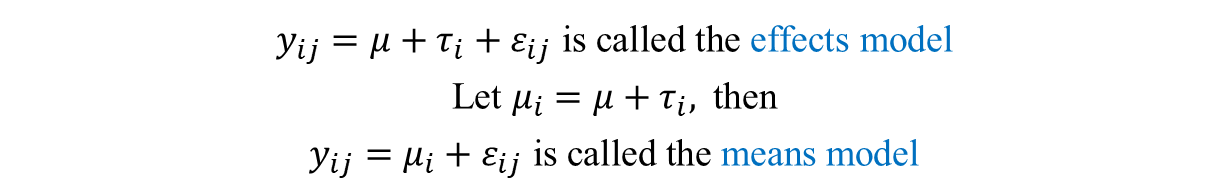 𝑦𝑖𝑗 = 𝜇 + 𝜏𝑖 + 𝜀𝑖𝑗 is called the effects model
Let 𝜇𝑖 = 𝜇 + 𝜏𝑖, then
𝑦𝑖𝑗 = 𝜇𝑖 + 𝜀𝑖𝑗 is called the means model